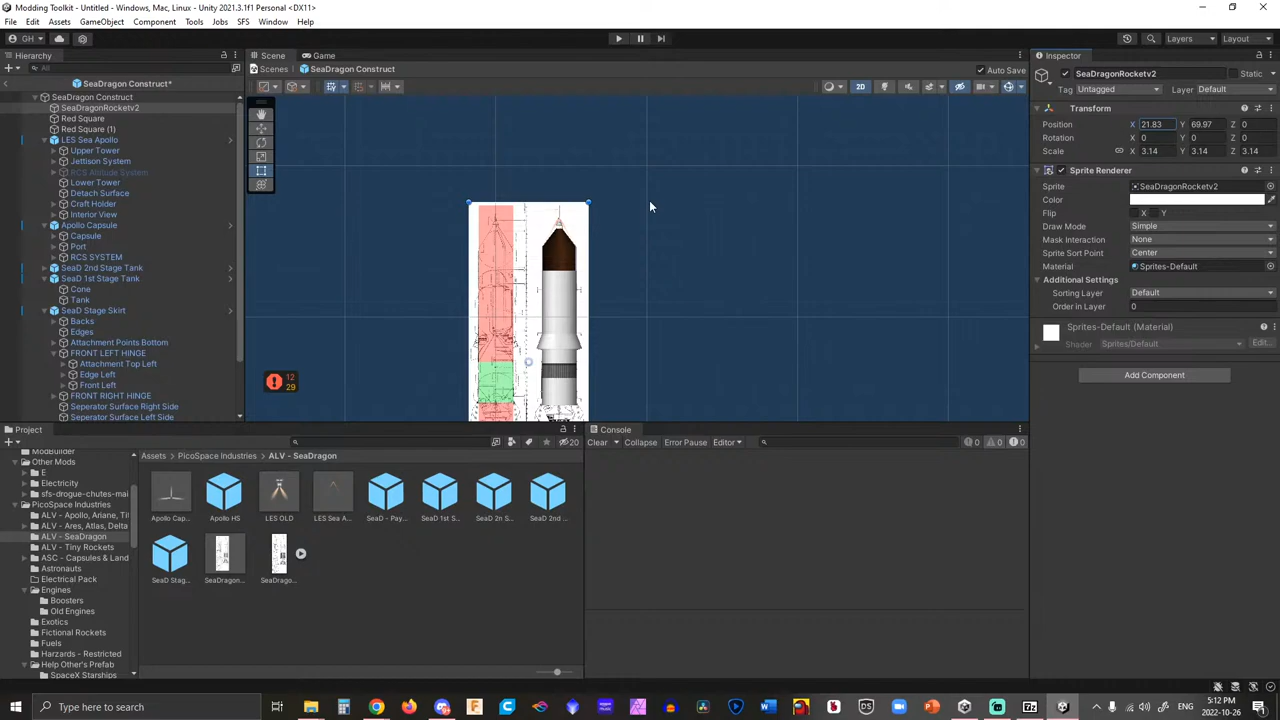 Modding Toolkit - Untitled - Windows, Mac, Linux - Unity 2021.3.1f1 Personal <DX11>
File Edit Assets GameObject Component Tools Jobs SFS Window Help
GH Layers Layout
Hierarchy
All
SeaDragon Construct*
SeaDragon Construct
SeaDragonRocketv2
Red Square
Red Square (1)
LES Sea Apollo
Upper Tower
Jettison System
RCS Altitude System
Lower Tower
Detach Surface
Craft Holder
Interior View
Apollo Capsule
Capsule
Port
RCS SYSTEM
SeaD 2nd Stage Tank
SeaD 1st Stage Tank
Cone
Tank
SeaD Stage Skirt
Backs
Edges
Attachment Points Bottom
FRONT LEFT HINGE
Attachment Top Left
Edge Left
Front Left
FRONT RIGHT HINGE
Seperator Surface Right Side
Seperator Surface Left Side
Scene Game
Scenes SeaDragon Construct Auto Save
2D
12
29
Inspector
SeaDragonRocketv2 Static
Tag Untagged Layer Default
Transform
Position X 21.83 Y 69.97 Z 0
Rotation X 0 Y 0 Z 0
Scale X 3.14 Y 3.14 Z 3.14
Sprite Renderer
Sprite SeaDragonRocketv2
Color
Flip X Y
Draw Mode Simple
Mask Interaction None
Sprite Sort Point Center
Material Sprites-Default
Additional Settings
Sorting Layer Default
Order in Layer 0
Sprites-Default (Material)
Shader Sprites/Default Edit...
Add Component
Project
20
ModBuilder
Other Mods
E
Electricity
sfs-drogue-chutes-mai
PicoSpace Industries
ALV - Apollo, Ariane, Tit
ALV - Ares, Atlas, Delta
ALV - SeaDragon
ALV - Tiny Rockets
ASC - Capsules & Land
Astronauts
Electrical Pack
Engines
Boosters
Old Engines
Exotics
Fictional Rockets
Fuels
Harzards - Restricted
Help Other's Prefab
SpaceX Starships
Assets PicoSpace Industries ALV - SeaDragon
Apollo Cap... Apollo HS LES OLD LES Sea A... SeaD - Pay... SeaD 1st S... SeaD 2n S... SeaD 2nd ...
SeaD Stag... SeaDragon... SeaDrago...
Console
Clear Collapse Error Pause Editor 0 0 0
Type here to search
5:12 PM
2022-10-26